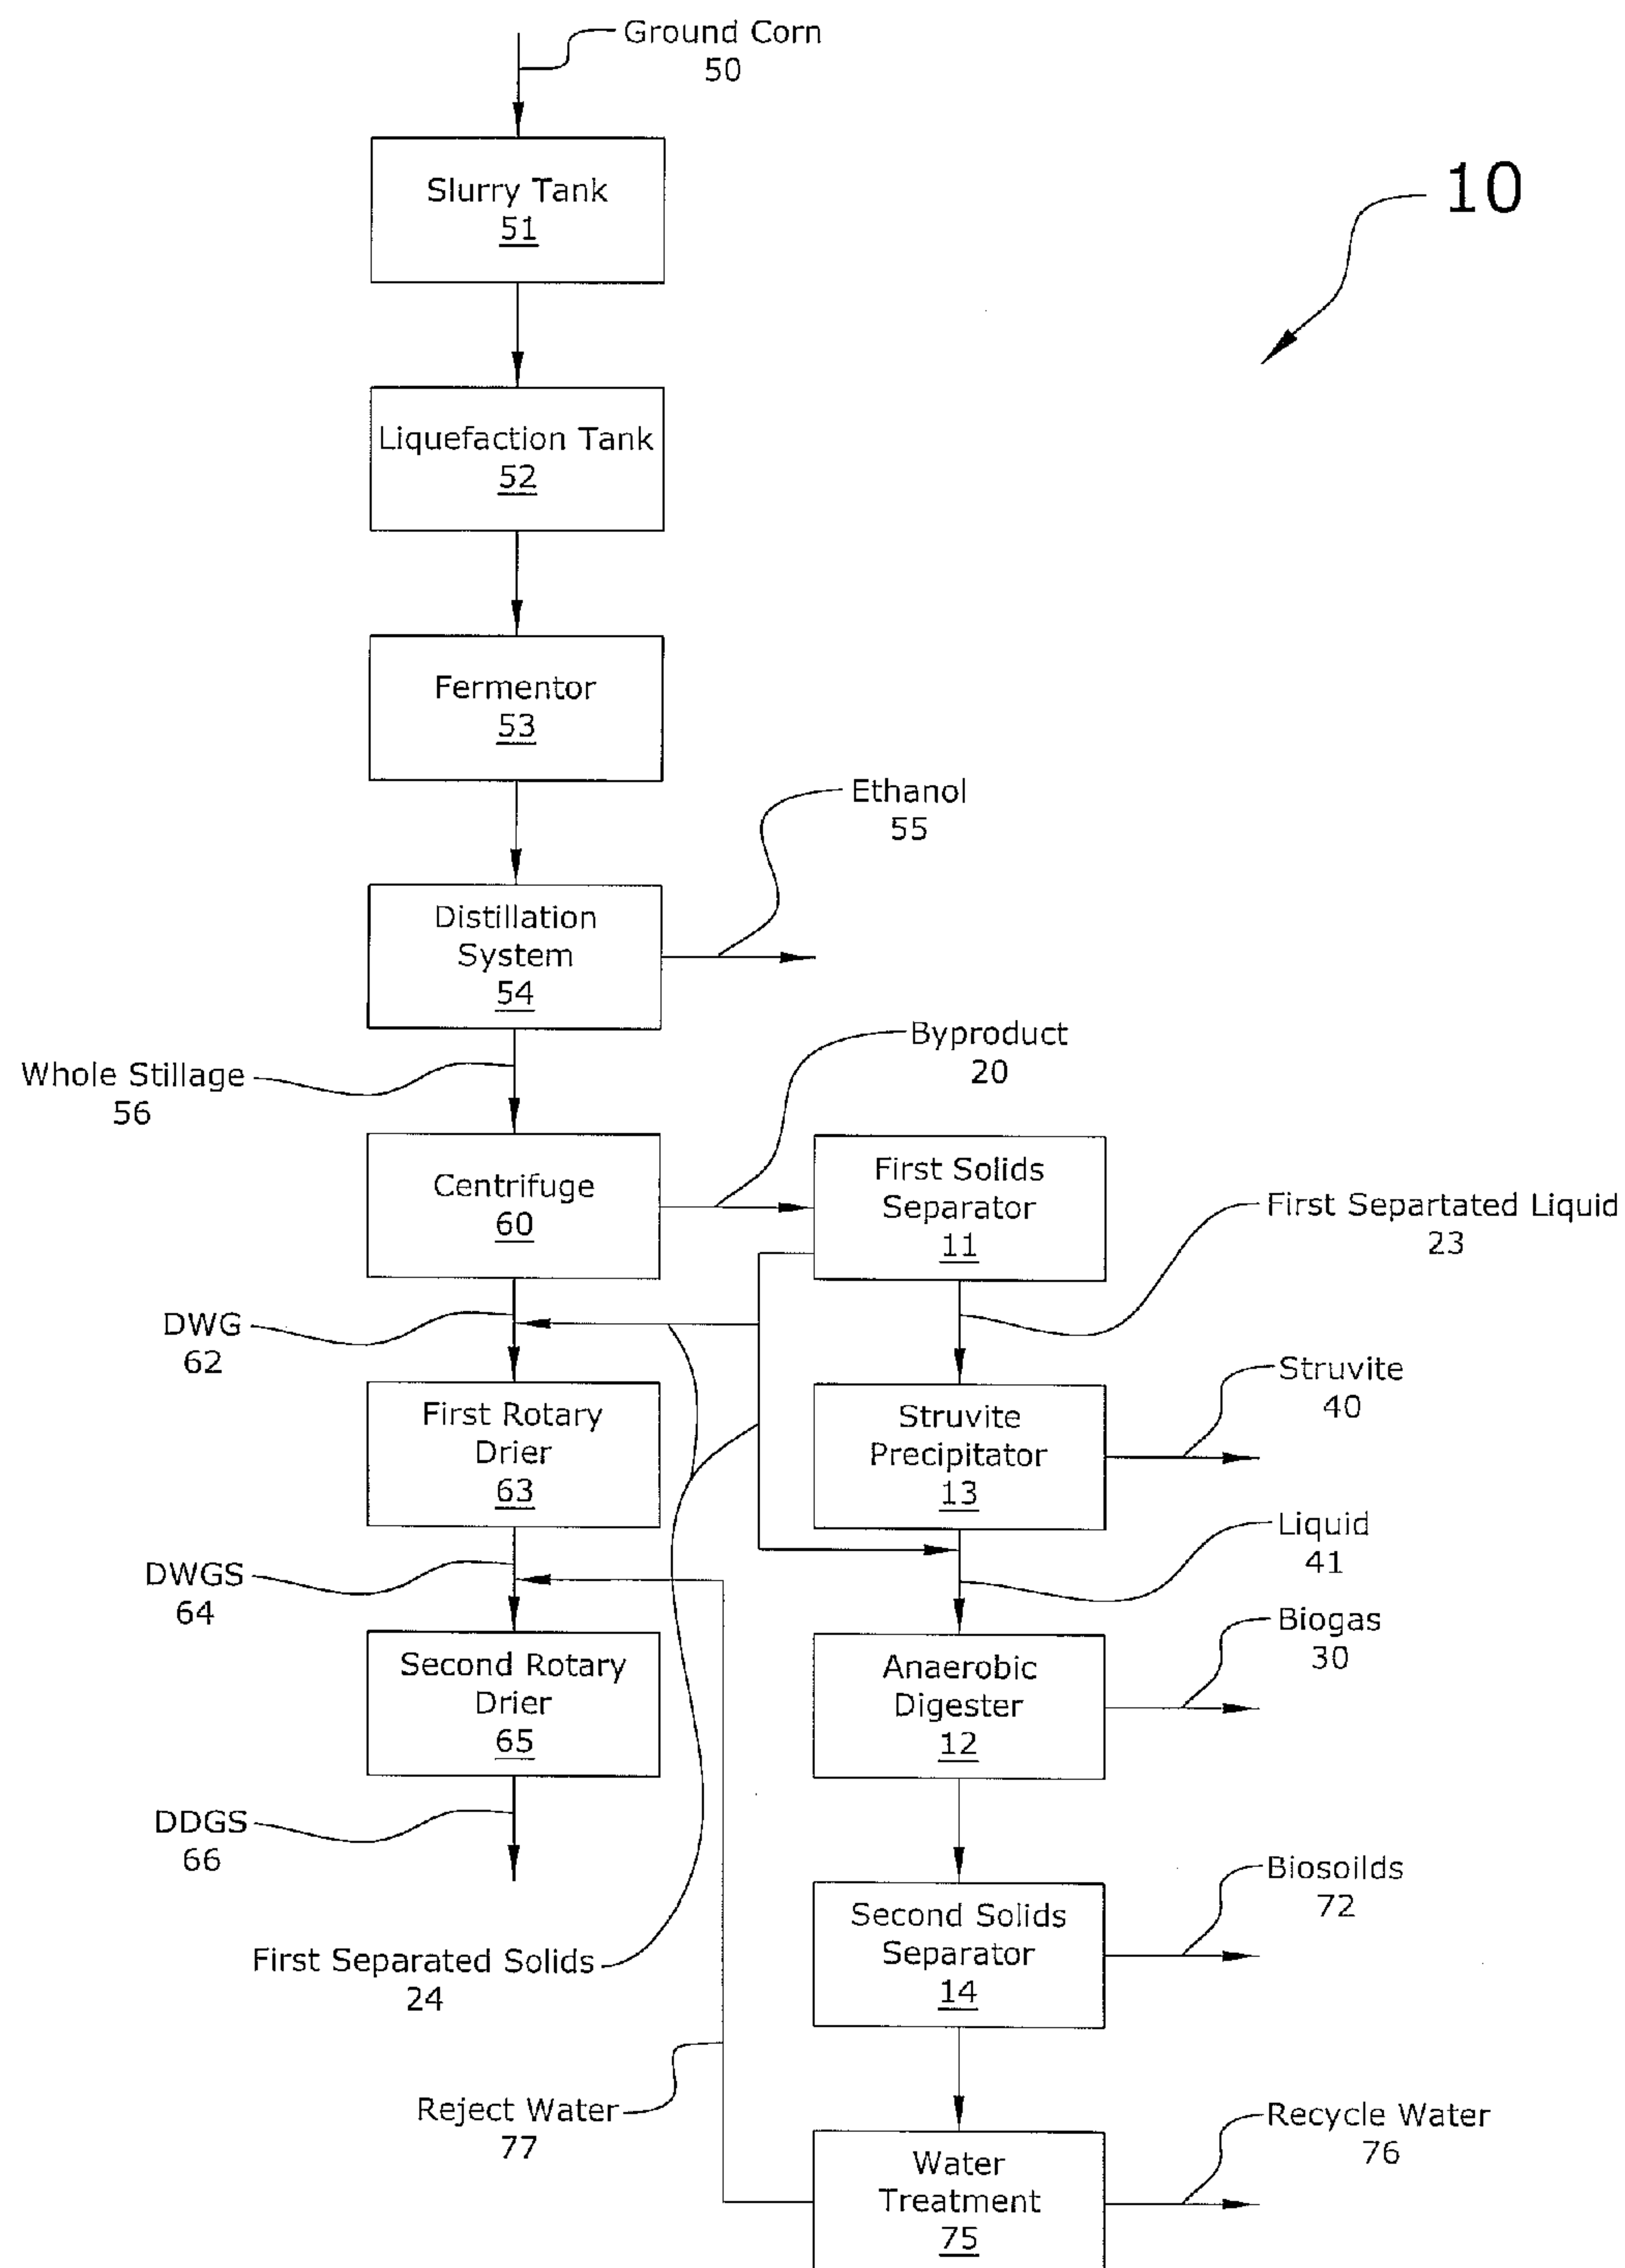 Ground Corn
50
10
Slurry Tank
51
Liquefaction Tank
52
Fermentor
53
Ethanol
55
Distillation
System
54
Byproduct
20
Whole Stillage
56
Centrifuge
60
First Solids
Separator
11
First Separtated Liquid
23
DWG
62
Struvite
40
First Rotary
Drier
63
Struvite
Precipitator
13
Liquid
41
DWGS
64
Biogas
30
Second Rotary
Drier
65
Anaerobic
Digester
12
DDGS
66
Biosoilds
72
Second Solids
Separator
14
First Separated Solids
24
Reject Water
77
Recycle Water
76
Water
Treatment
75